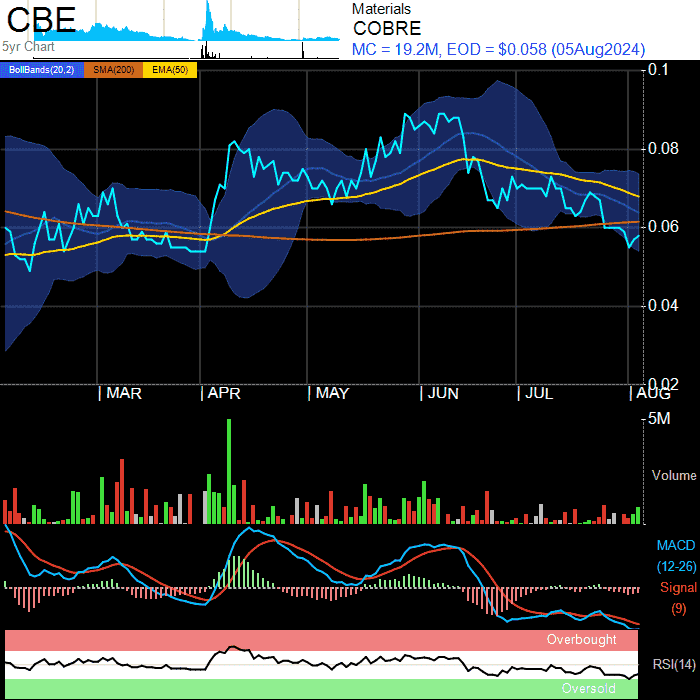 CBE
5yr Chart
Materials
COBRE
MC = 19.2M, EOD = $0.058 (05Aug2024)
BollBands(20,2) SMA(200) EMA(50)
0.1
0.08
0.06
0.04
0.02
| MAR | APR | MAY | JUN | JUL | AUG
5M
Volume
MACD
(12-26)
Signal
(9)
Overbought
RSI(14)
Oversold